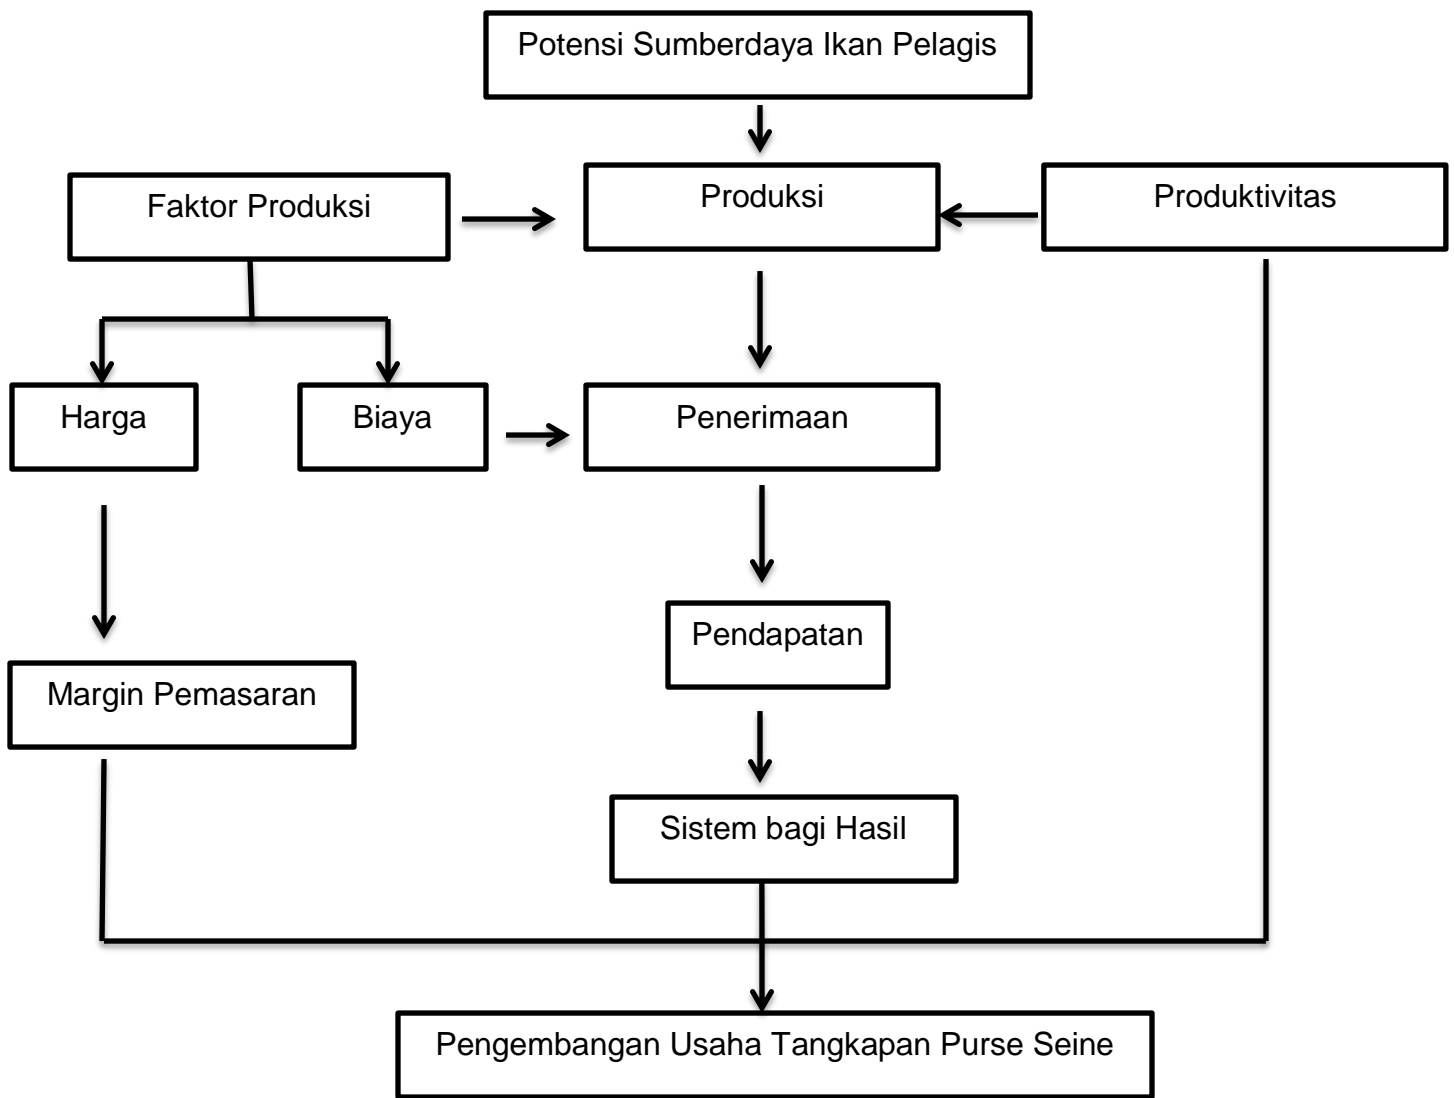 Potensi Sumberdaya Ikan Pelagis
Faktor Produksi
Produksi
Produktivitas
Harga
Biaya
Penerimaan
Pendapatan
Margin Pemasaran
Sistem bagi Hasil
Pengembangan Usaha Tangkapan Purse Seine